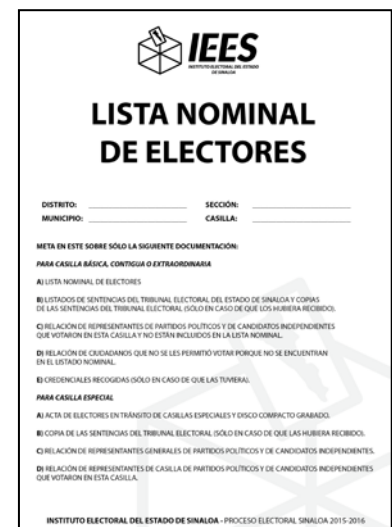 IEES
INSTITUTO ELECTORAL DEL ESTADO
DE SINALOA
LISTA NOMINAL
DE ELECTORES
DISTRITO: SECCIÓN:
MUNICIPIO: CASILLA:
META EN ESTE SOBRE SÓLO LA SIGUIENTE DOCUMENTACIÓN:
PARA CASILLA BÁSICA, CONTIGUA O EXTRAORDINARIA
A) LISTA NOMINAL DE ELECTORES
B) LISTADOS DE SENTENCIAS DEL TRIBUNAL ELECTORAL DEL ESTADO DE SINALOA Y COPIAS
DE LAS SENTENCIAS DEL TRIBUNAL ELECTORAL (SÓLO EN CASO DE QUE LOS HUBIERA RECIBIDO).
C) RELACIÓN DE REPRESENTANTES DE PARTIDOS POLÍTICOS Y DE CANDIDATOS INDEPENDIENTES
QUE VOTARON EN ESTA CASILLA Y NO ESTÁN INCLUIDOS EN LA LISTA NOMINAL.
D) RELACIÓN DE CIUDADANOS QUE NO SE LES PERMITIÓ VOTAR PORQUE NO SE ENCUENTRAN
EN EL LISTADO NOMINAL.
E) CREDENCIALES RECOGIDAS (SÓLO EN CASO DE QUE LAS TUVIERA).
PARA CASILLA ESPECIAL
A) ACTA DE ELECTORES EN TRÁNSITO DE CASILLAS ESPECIALES Y DISCO COMPACTO GRABADO.
B) COPIA DE LAS SENTENCIAS DEL TRIBUNAL ELECTORAL (SÓLO EN CASO DE QUE LAS HUBIERA RECIBIDO).
C) RELACIÓN DE REPRESENTANTES GENERALES DE PARTIDOS POLÍTICOS Y DE CANDIDATOS INDEPENDIENTES.
D) RELACIÓN DE REPRESENTANTES DE CASILLA DE PARTIDOS POLÍTICOS Y DE CANDIDATOS INDEPENDIENTES
QUE VOTARON EN ESTA CASILLA.
INSTITUTO ELECTORAL DEL ESTADO DE SINALOA - PROCESO ELECTORAL SINALOA 2015-2016